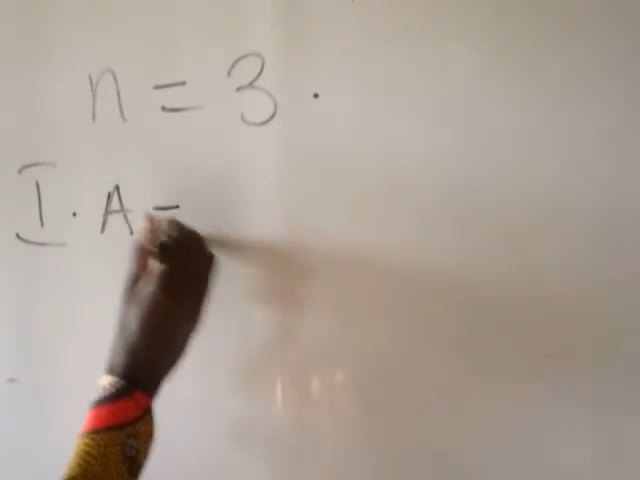 n = 3.
I. A =